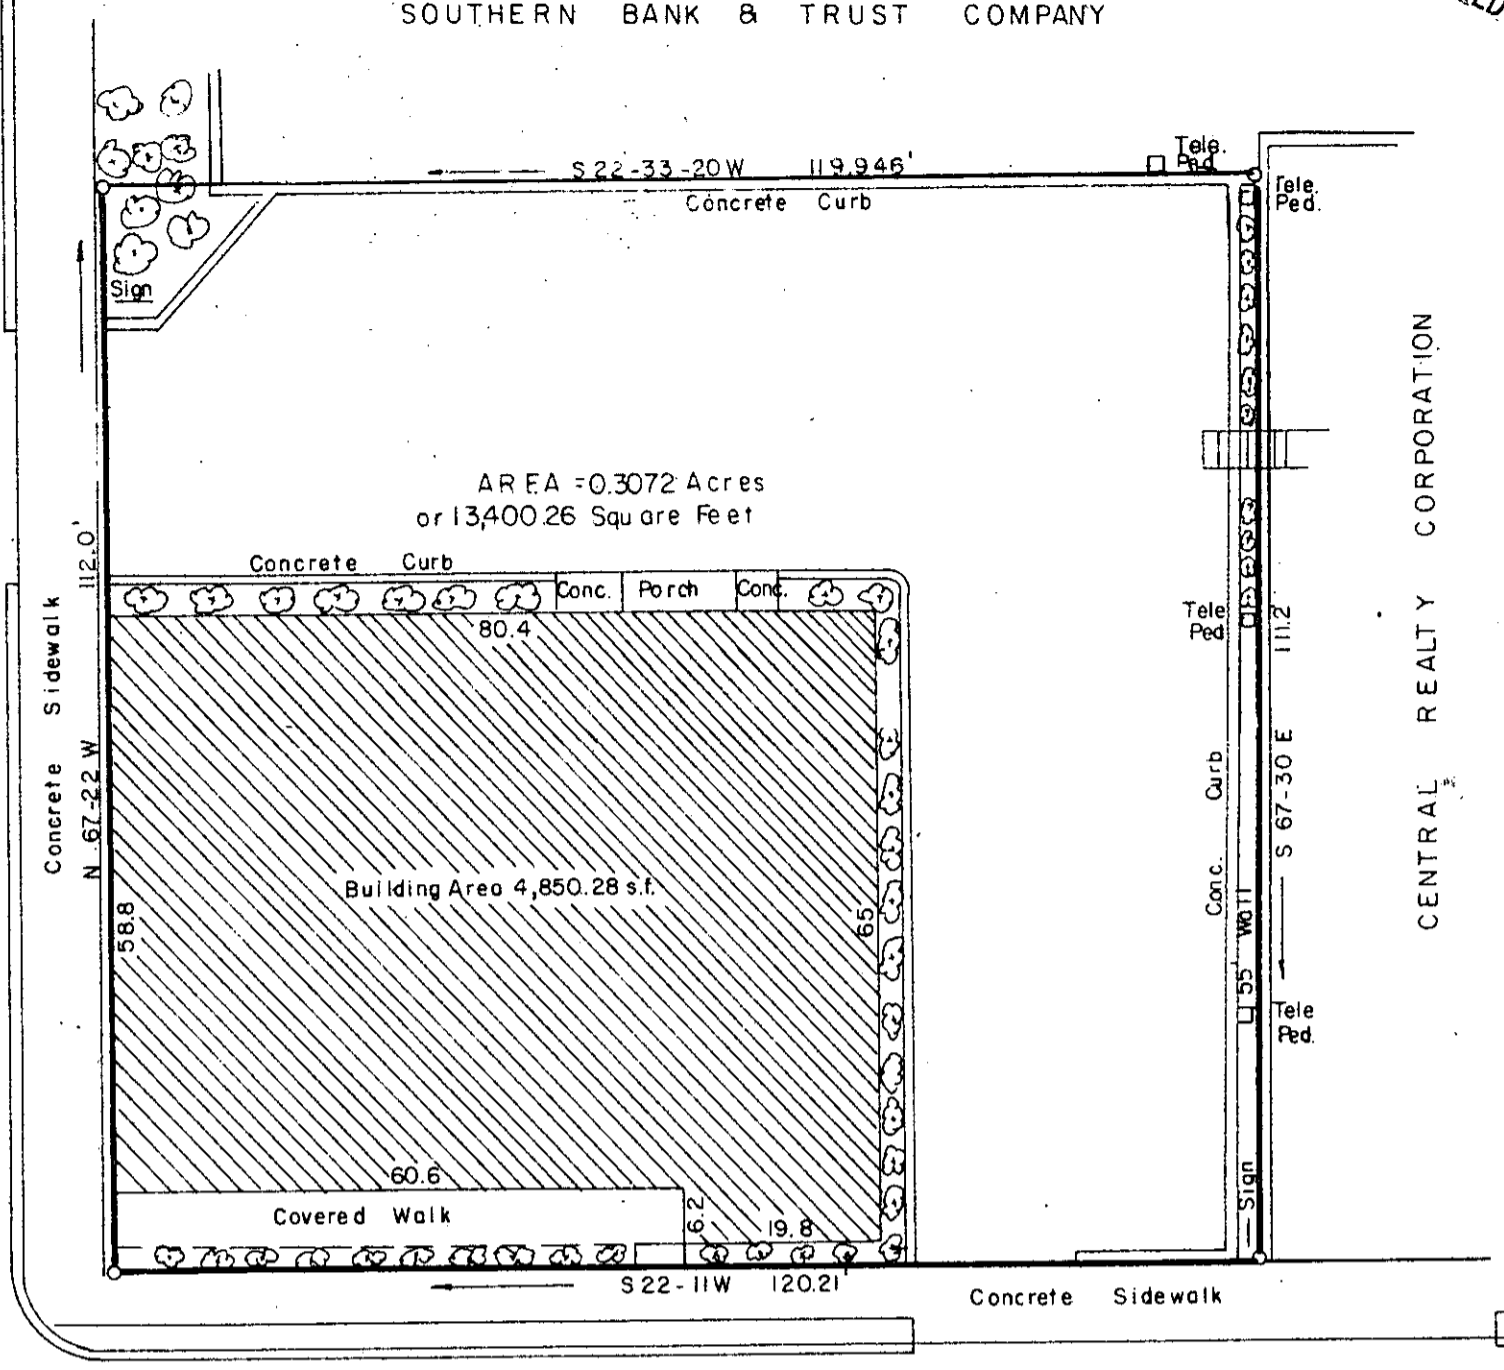 SOUTHERN BANK & TRUST COMPANY
Tele.
Ped.
S 22-33-20W 119.946'
Concrete Curb
Tele.
Ped.
Sign
CENTRAL REALTY CORPORATION
AREA = 0.3072 Acres
or 13,400.26 Square Feet
112.0'
Concrete Sidewalk
N 67-22 W
Concrete Curb
Conc. Porch Conc.
80.4
Tele
Ped
111.2
S 67-30 E
Conc. Curb
Building Area 4,850.28 s.f.
58.8
65
55' Wall
Tele
Ped.
60.6
Covered Walk
6.2
19.8
Sign
S 22-11W 120.21'
Concrete Sidewalk